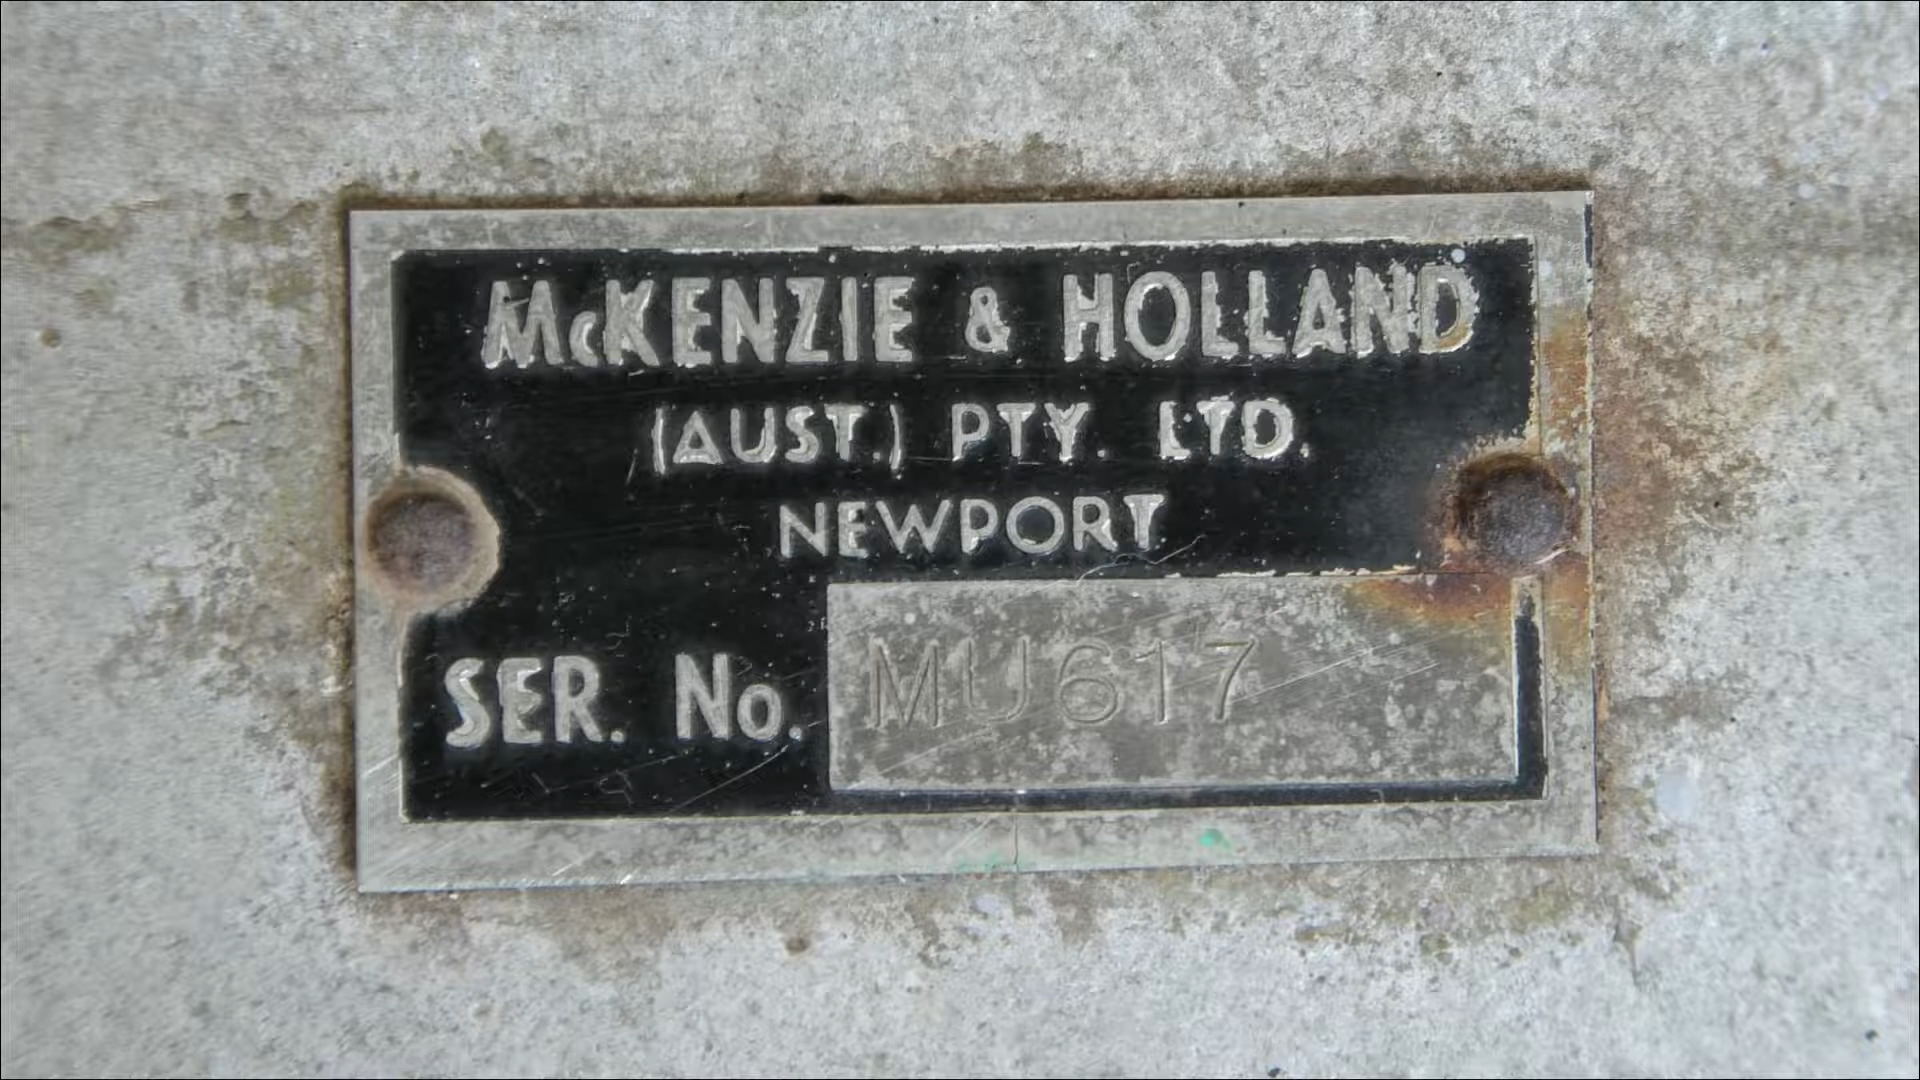 McKENZIE & HOLLAND
(AUST.) PTY. LTD.
NEWPORT
SER. No. MU617